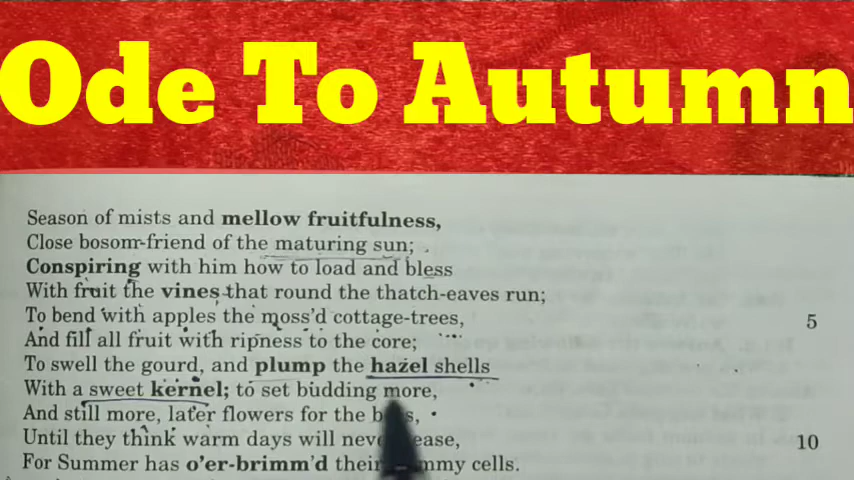 Ode To Autumn
Season of mists and mellow fruitfulness,
Close bosom-friend of the maturing sun;
Conspiring with him how to load and bless
With fruit the vines that round the thatch-eaves run;
To bend with apples the moss'd cottage-trees, 5
And fill all fruit with ripness to the core;
To swell the gourd, and plump the hazel shells
With a sweet kernel; to set budding more,
And still more, later flowers for the
Until they think warm days will 10
For Summer has o'er-brimm'd their cells.